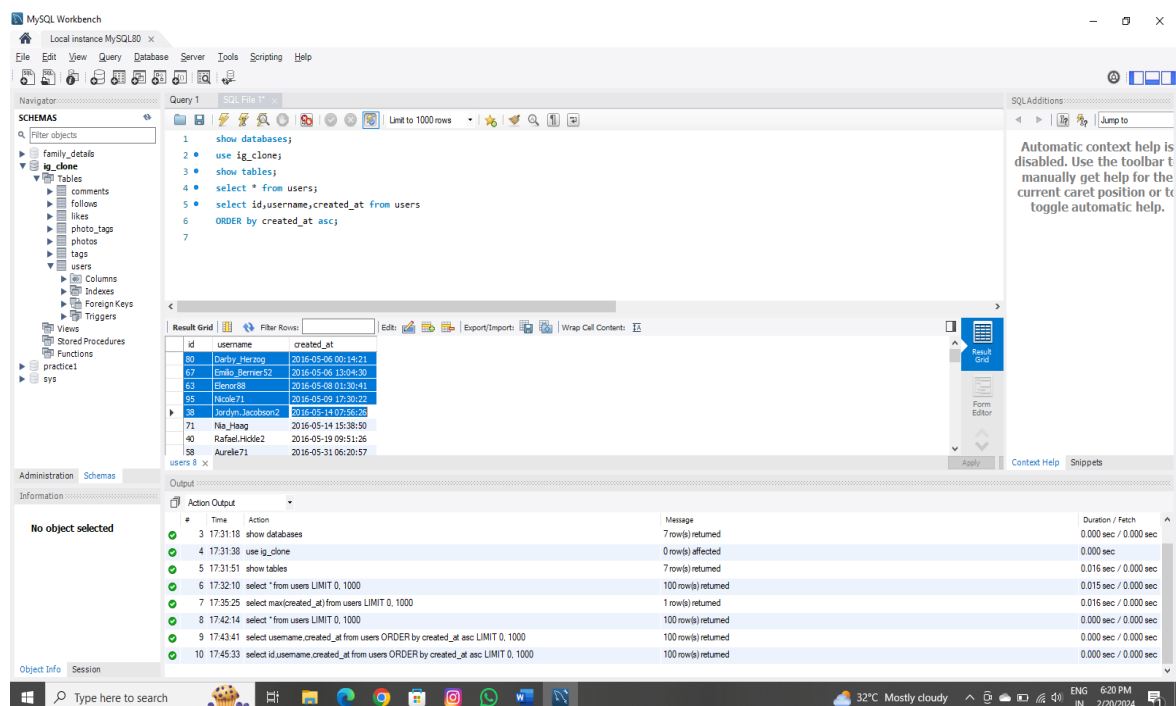 MySQL Workbench
Local instance MySQL80 ×
File Edit View Query Database Server Tools Scripting Help
Navigator
Query 1 SQL File 1* ×
SQLAdditions
SCHEMAS
Limit to 1000 rows
Jump to
Filter objects
family_details
ig_clone
Tables
comments
follows
likes
photo_tags
photos
tags
users
Columns
Indexes
Foreign Keys
Triggers
Views
Stored Procedures
Functions
practice1
sys
1 show databases;
2 use ig_clone;
3 show tables;
4 select * from users;
5 select id,username,created_at from users
6 ORDER by created_at asc;
7
Automatic context help is
disabled. Use the toolbar t
manually get help for the
current caret position or to
toggle automatic help.
Result Grid Filter Rows: Edit: Export/Import: Wrap Cell Content:
id username created_at
80 Darby_Herzog 2016-05-06 00:14:21
67 Emilio_Bernier52 2016-05-06 13:04:30
63 Elenor88 2016-05-08 01:30:41
95 Nicole71 2016-05-09 17:30:22
38 Jordyn.Jacobson2 2016-05-14 07:56:26
71 Nia_Haag 2016-05-14 15:38:50
40 Rafael.Hickle2 2016-05-19 09:51:26
58 Aurelie71 2016-05-31 06:20:57
Result
Grid
Form
Editor
users 8 ×
Apply
Context Help Snippets
Administration Schemas
Information
No object selected
Output
Action Output
# Time Action Message Duration / Fetch
3 17:31:18 show databases 7 row(s) returned 0.000 sec / 0.000 sec
4 17:31:38 use ig_clone 0 row(s) affected 0.000 sec
5 17:31:51 show tables 7 row(s) returned 0.016 sec / 0.000 sec
6 17:32:10 select * from users LIMIT 0, 1000 100 row(s) returned 0.015 sec / 0.000 sec
7 17:35:25 select max(created_at) from users LIMIT 0, 1000 1 row(s) returned 0.016 sec / 0.000 sec
8 17:42:14 select * from users LIMIT 0, 1000 100 row(s) returned 0.000 sec / 0.000 sec
9 17:43:41 select username,created_at from users ORDER by created_at asc LIMIT 0, 1000 100 row(s) returned 0.000 sec / 0.000 sec
10 17:45:33 select id,username,created_at from users ORDER by created_at asc LIMIT 0, 1000 100 row(s) returned 0.000 sec / 0.000 sec
Object Info Session
Type here to search
32°C Mostly cloudy
ENG
IN
6:20 PM
2/20/2024